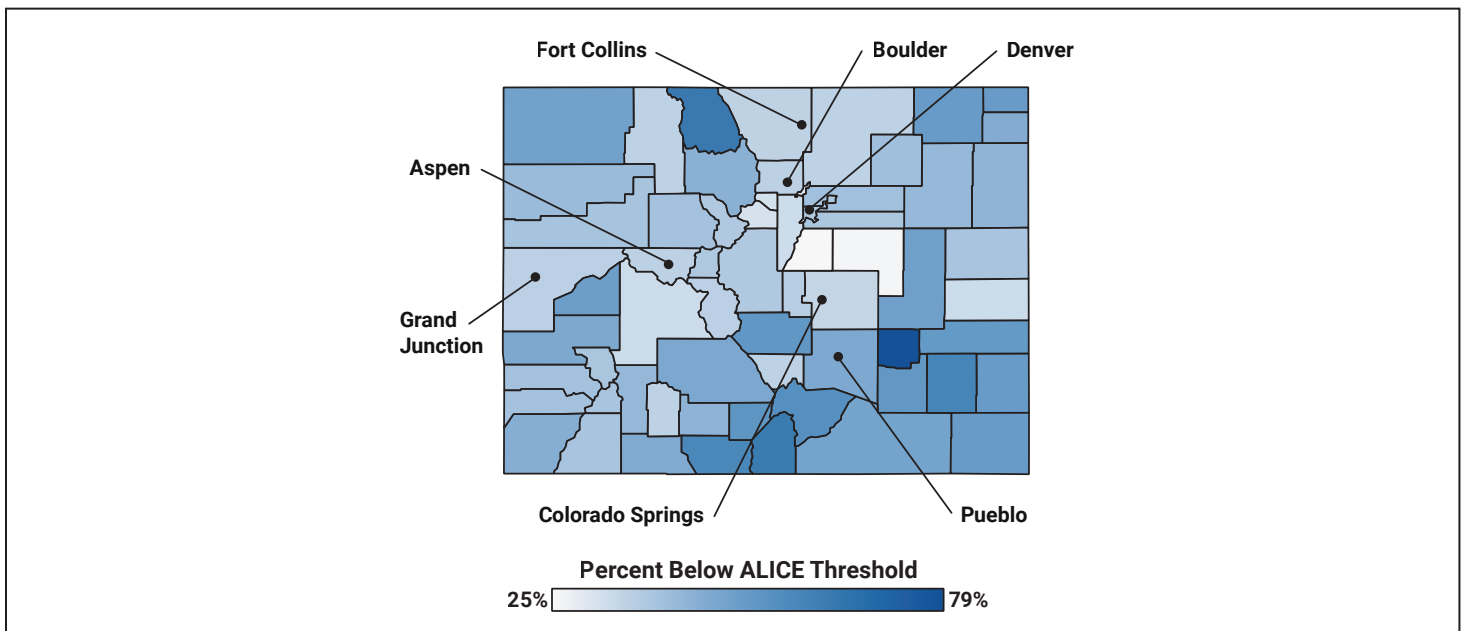 Fort Collins
Boulder
Denver
Aspen
Grand
Junction
Colorado Springs
Pueblo
Percent Below ALICE Threshold
25%
79%